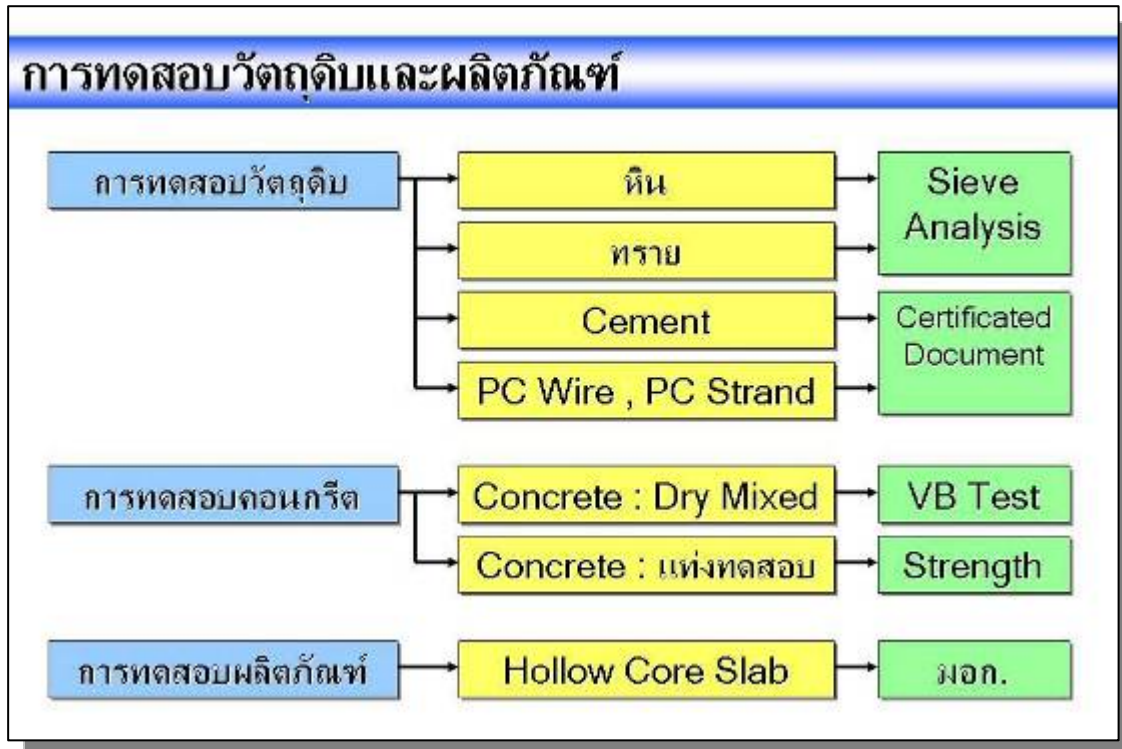 การทดสอบวัตถุดิบและผลิตภัณฑ์
การทดสอบวัตถุดิบ
หิน
Sieve
Analysis
ทราย
Cement
Certificated
Document
PC Wire , PC Strand
การทดสอบคอนกรีต
Concrete : Dry Mixed
VB Test
Concrete : แท่งทดสอบ
Strength
การทดสอบผลิตภัณฑ์
Hollow Core Slab
มอก.